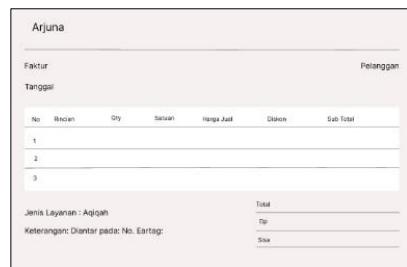 Arjuna
Faktur Pelanggan
Tanggal
No Rincian Qty Satuan Harga Jual Diskon Sub Total
1
2
3
Jenis Layanan : Aqiqah
Keterangan: Diantar pada: No. Eartag:
Total
Dp
Sisa